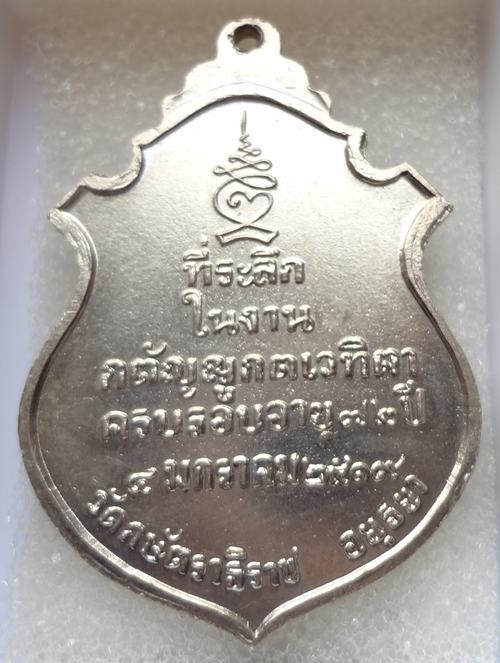 ที่ระลึก
ในงาน
กตัญญูกตเวทิตา
ครบรอบอายุ ๗๒ ปี
๔ มกราคม ๒๕๑๙
วัดกษัตราธิราช อยุธยา